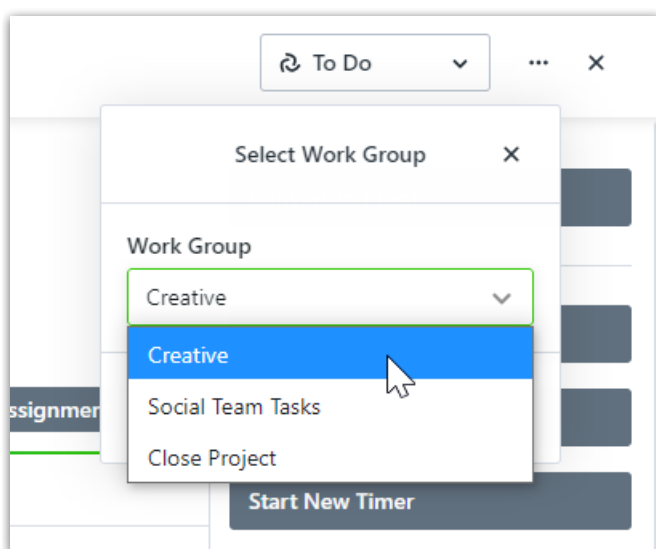 To Do
Select Work Group
Work Group
Creative
Creative
Social Team Tasks
Close Project
Start New Timer